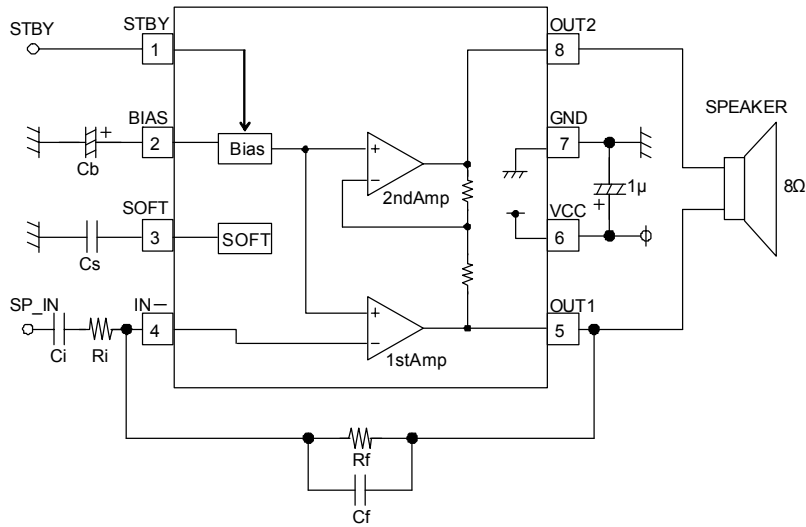 STBY
STBY
1
OUT2
8
BIAS
2
+
Cb
Bias
+
−
2ndAmp
GND
7
1μ
+
SPEAKER
8Ω
SOFT
3
Cs
SOFT
VCC
6
SP_IN
Ci
Ri
IN−
4
+
−
1stAmp
OUT1
5
Rf
Cf